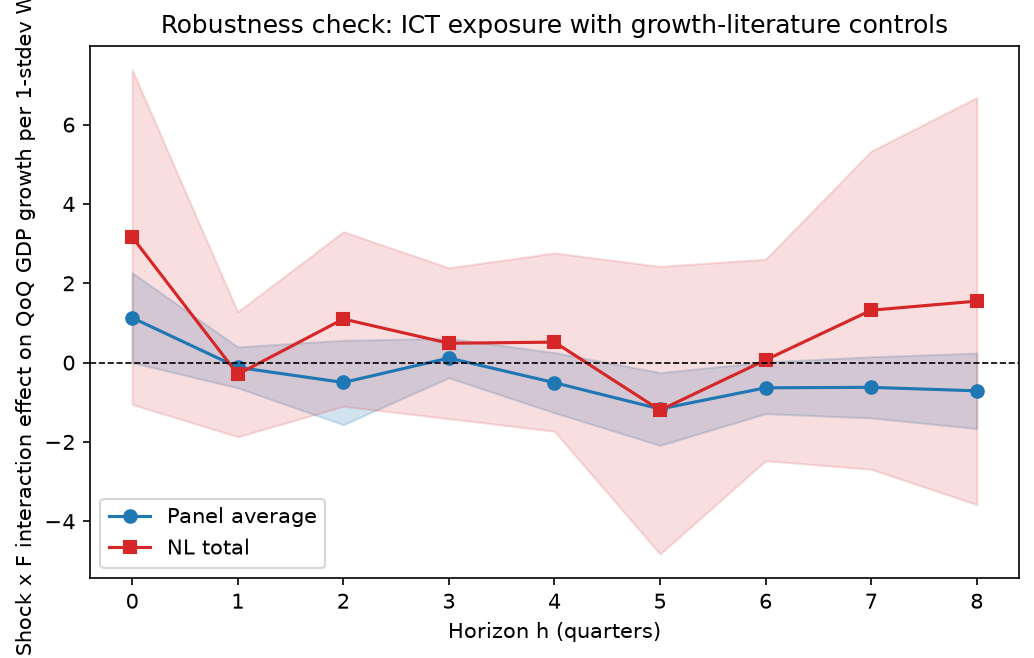 Robustness check: ICT exposure with growth-literature controls
Shock x F interaction effect on QoQ GDP growth per 1-stdev
6
4
2
0
−2
−4
Panel average
NL total
0 1 2 3 4 5 6 7 8
Horizon h (quarters)